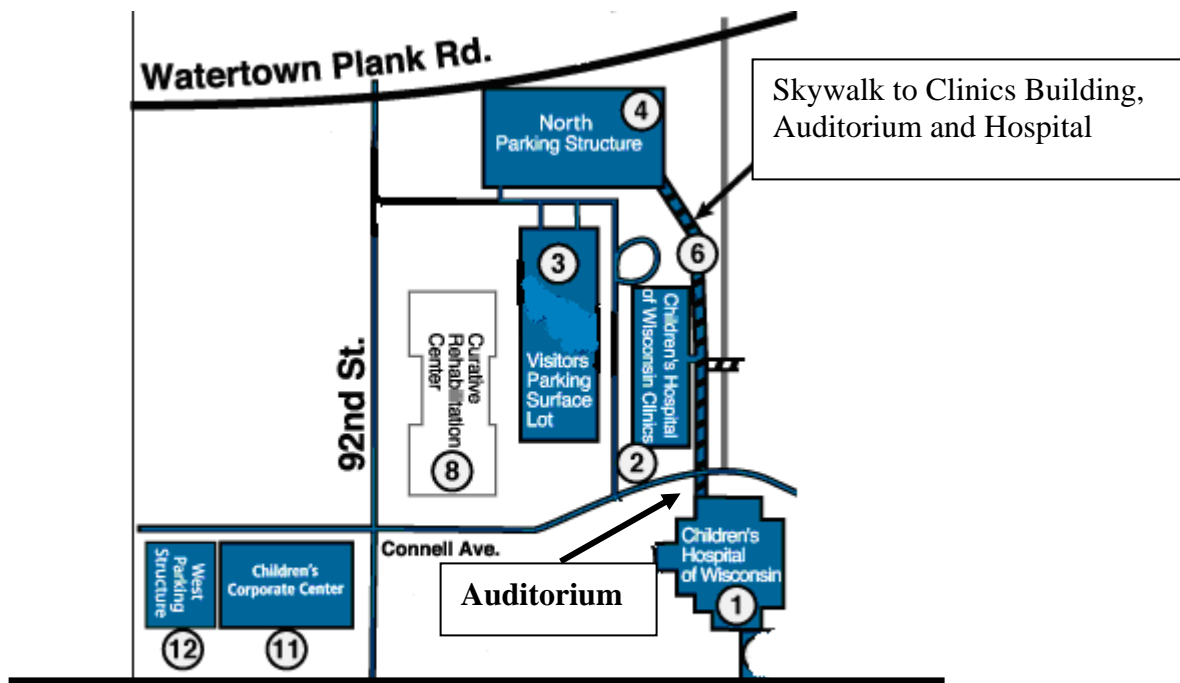 Watertown Plank Rd.
4
North
Parking Structure
Skywalk to Clinics Building,
Auditorium and Hospital
6
3
Visitors
Parking
Surface
Lot
Children's Hospital
of Wisconsin Clinics
Curative
Rehabilitation
Center
8
2
92nd St.
Connell Ave.
Auditorium
Children's
Hospital
of Wisconsin
1
West
Parking
Structure
12
Children's
Corporate Center
11